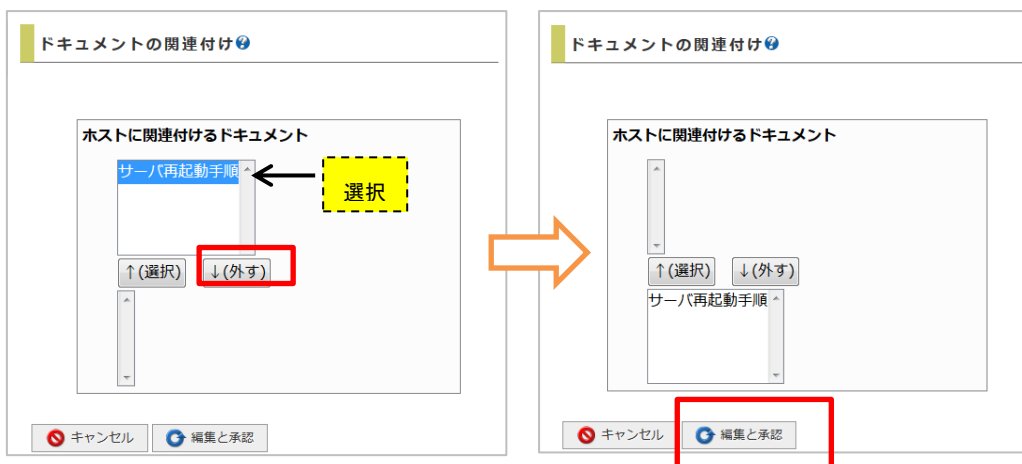 ドキュメントの関連付け?
ホストに関連付けるドキュメント
サーバ再起動手順
選択
↑(選択) ↓(外す)
キャンセル 編集と承認
ドキュメントの関連付け?
ホストに関連付けるドキュメント
↑(選択) ↓(外す)
サーバ再起動手順
キャンセル 編集と承認